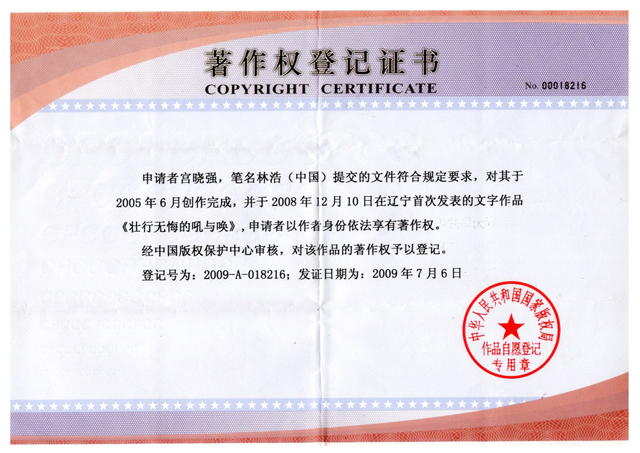 著作权登记证书
COPYRIGHT CERTIFICATE
No. 00018216
申请者宫晓强，笔名林浩（中国）提交的文件符合规定要求，对其于
2005年6月创作完成，并于2008年12月10日在辽宁首次发表的文字作品
《壮行无悔的吼与唤》，申请者以作者身份依法享有著作权。
经中国版权保护中心审核，对该作品的著作权予以登记。
登记号为：2009-A-018216；发证日期为：2009年7月6日
中华人民共和国国家版权局
作品自愿登记
专用章